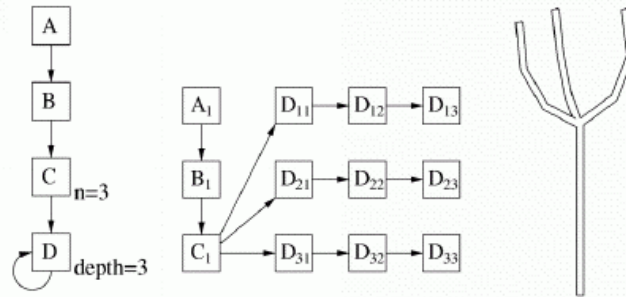 A
B
C
n=3
D
depth=3
A₁
B₁
C₁
D₁₁
D₁₂
D₁₃
D₂₁
D₂₂
D₂₃
D₃₁
D₃₂
D₃₃